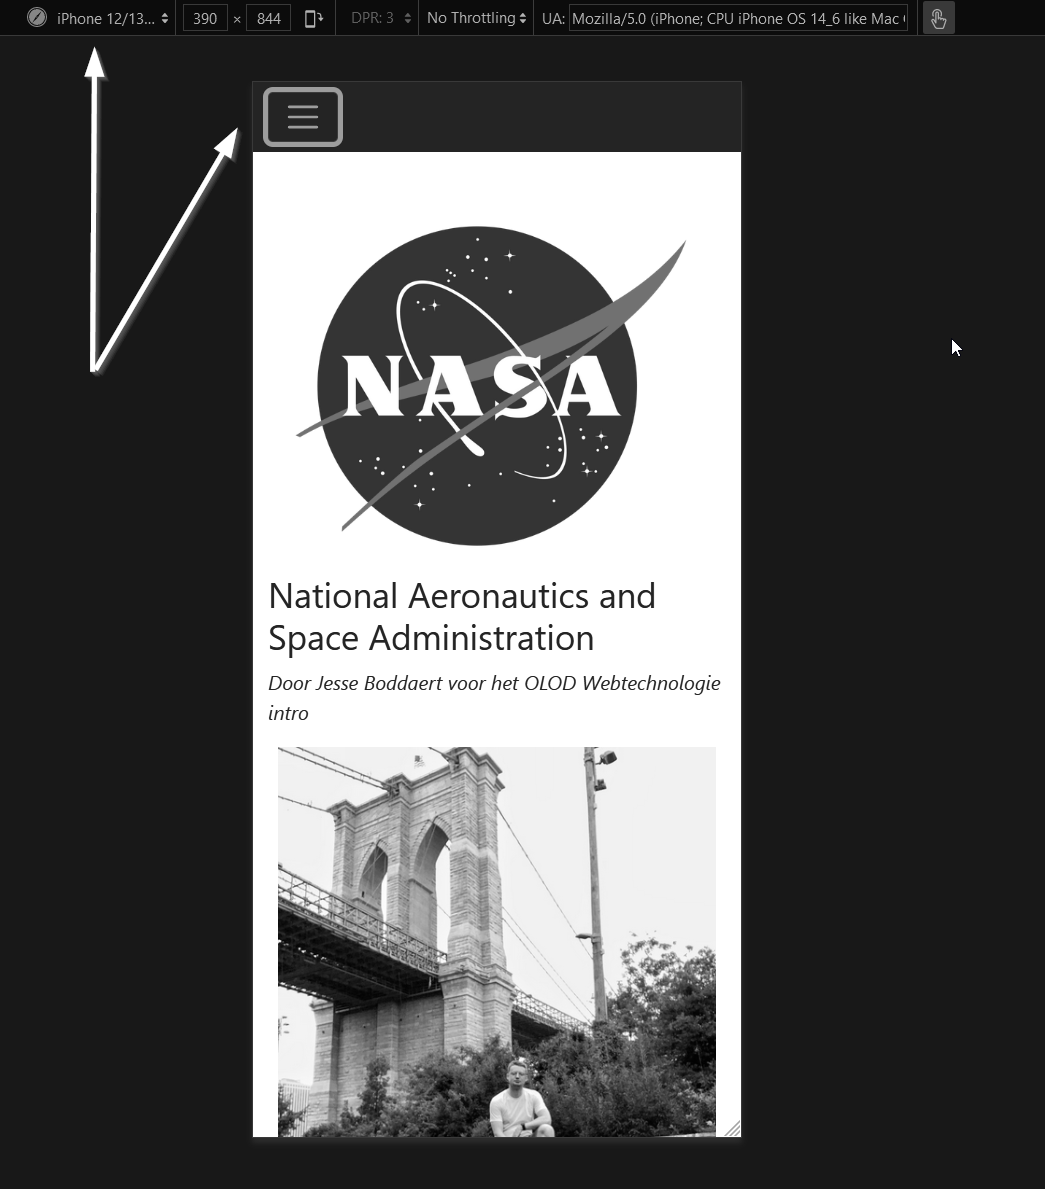 iPhone 12/13... 390 × 844 DPR: 3 No Throttling UA: Mozilla/5.0 (iPhone; CPU iPhone OS 14_6 like Mac
NASA
National Aeronautics and
Space Administration
Door Jesse Boddaert voor het OLOD Webtechnologie
intro